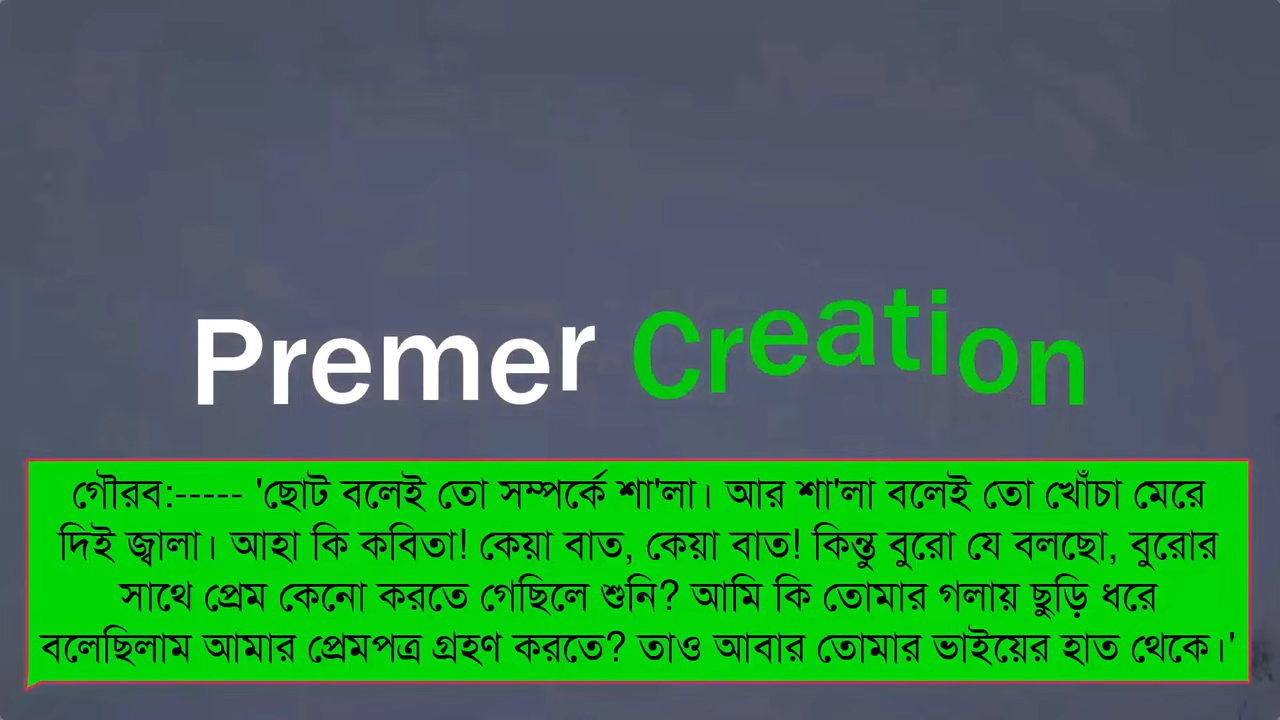 Premer Creation
গৌরব:----- 'ছোট বলেই তো সম্পর্কে শা'লা। আর শা'লা বলেই তো খোঁচা মেরে
দিই জ্বালা। আহা কি কবিতা! কেয়া বাত, কেয়া বাত! কিন্তু বুরো যে বলছো, বুরোর
সাথে প্রেম কেনো করতে গেছিলে শুনি? আমি কি তোমার গলায় ছুড়ি ধরে
বলেছিলাম আমার প্রেমপত্র গ্রহণ করতে? তাও আবার তোমার ভাইয়ের হাত থেকে।'